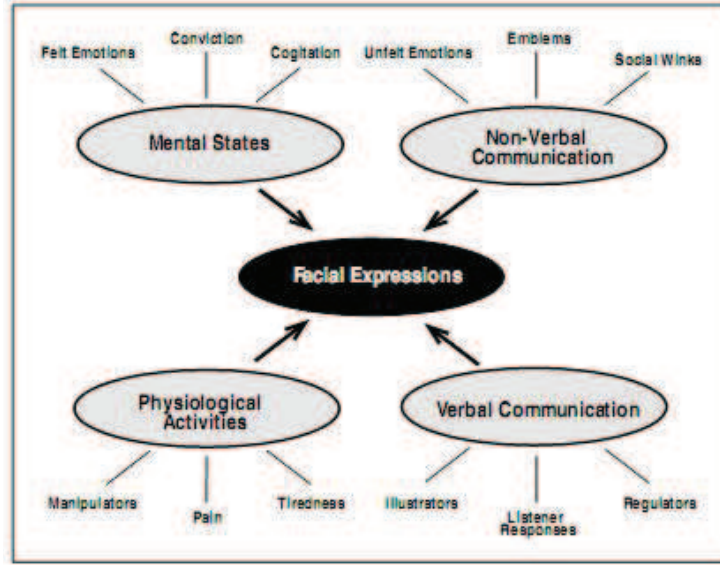 Felt Emotions
Conviction
Cogitation
Unfelt Emotions
Emblems
Social Winks
Mental States
Non-Verbal
Communication
Facial Expressions
Physiological
Activities
Verbal Communication
Manipulators
Pain
Tiredness
Illustrators
Listener
Responses
Regulators